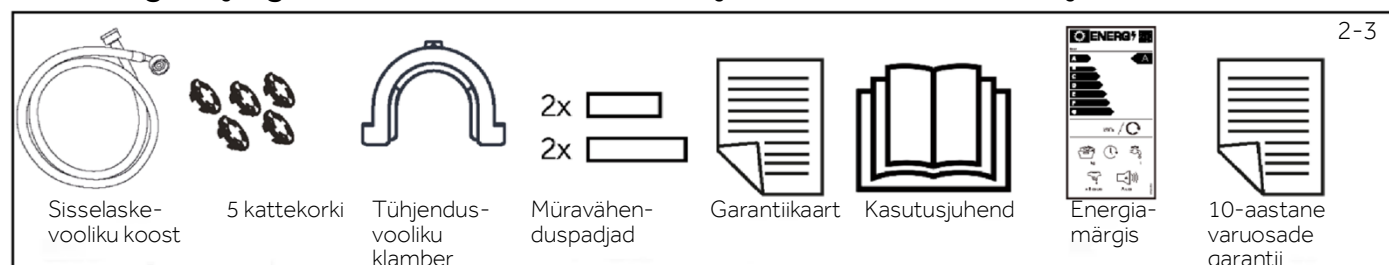 2-3
2x
2x
ENERG
A
A
Sisselaske-
vooliku koost
5 kattekorki
Tühjendus-
vooliku
klamber
Müravähen-
duspadjad
Garantiikaart
Kasutusjuhend
Energia-
märgis
10-aastane
varuosade
garantii